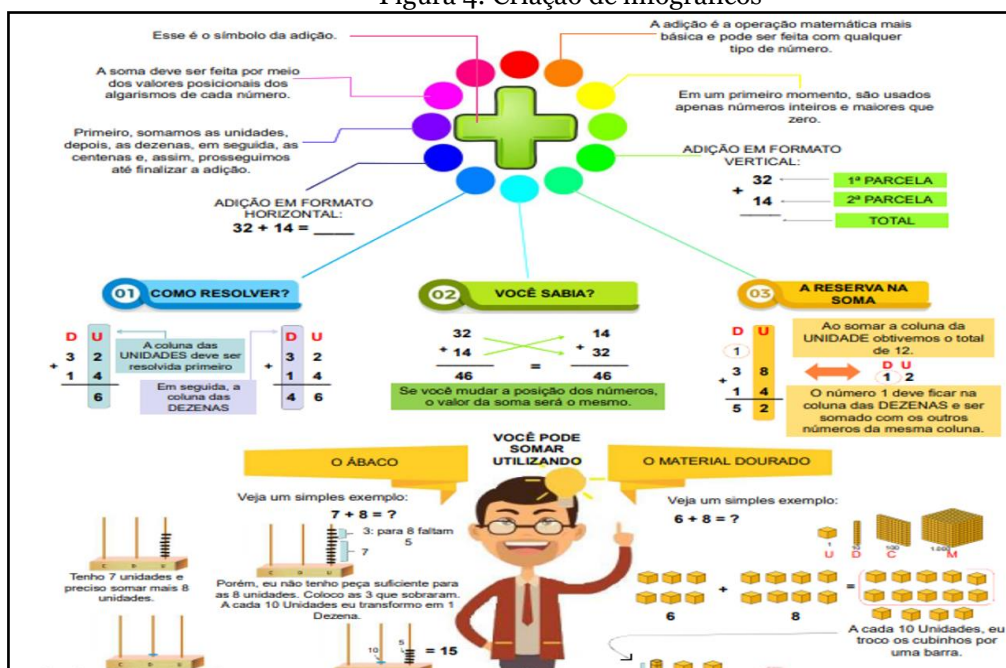 Figura 4: Criação de infográficos
Esse é o símbolo da adição.
A adição é a operação matemática mais
básica e pode ser feita com qualquer
tipo de número.
A soma deve ser feita por meio
dos valores posicionais dos
algarismos de cada número.
Em um primeiro momento, são usados
apenas números inteiros e maiores que
zero.
Primeiro, somamos as unidades,
depois, as dezenas, em seguida, as
centenas e, assim, prosseguimos
até finalizar a adição.
ADIÇÃO EM FORMATO
HORIZONTAL:
32 + 14 = ____
ADIÇÃO EM FORMATO
VERTICAL:
32
+ 14
1ª PARCELA
2ª PARCELA
TOTAL
01 COMO RESOLVER?
D U
3 2
+ 1 4
6
A coluna das
UNIDADES deve ser
resolvida primeiro
Em seguida, a
coluna das
DEZENAS
D U
3 2
+ 1 4
4 6
02 VOCÊ SABIA?
32
+ 14
46
=
14
+ 32
46
Se você mudar a posição dos números,
o valor da soma será o mesmo.
03 A RESERVA NA
SOMA
D U
1
3 8
+ 1 4
5 2
Ao somar a coluna da
UNIDADE obtivemos o total
de 12.
D U
1 2
O número 1 deve ficar na
coluna das DEZENAS e ser
somado com os outros
números da mesma coluna.
VOCÊ PODE
SOMAR
UTILIZANDO
O ÁBACO
Veja um simples exemplo:
7 + 8 = ?
C D U
Tenho 7 unidades e
preciso somar mais 8
unidades.
3: para 8 faltam
5
7
C D U
Porém, eu não tenho peça suficiente para
as 8 unidades. Coloco as 3 que sobraram.
A cada 10 Unidades eu transformo em 1
Dezena.
C D U
10
5
= 15
O MATERIAL DOURADO
Veja um simples exemplo:
6 + 8 = ?
1 10 100 1.000
U D C M
+
=
6
8
A cada 10 Unidades, eu
troco os cubinhos por
uma barra.